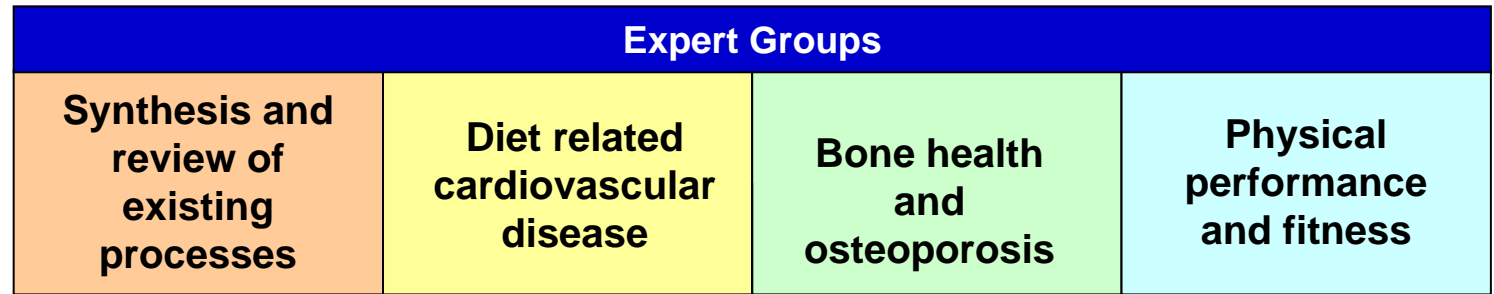 Expert Groups
Synthesis and
review of
existing
processes
Diet related
cardiovascular
disease
Bone health
and
osteoporosis
Physical
performance
and fitness